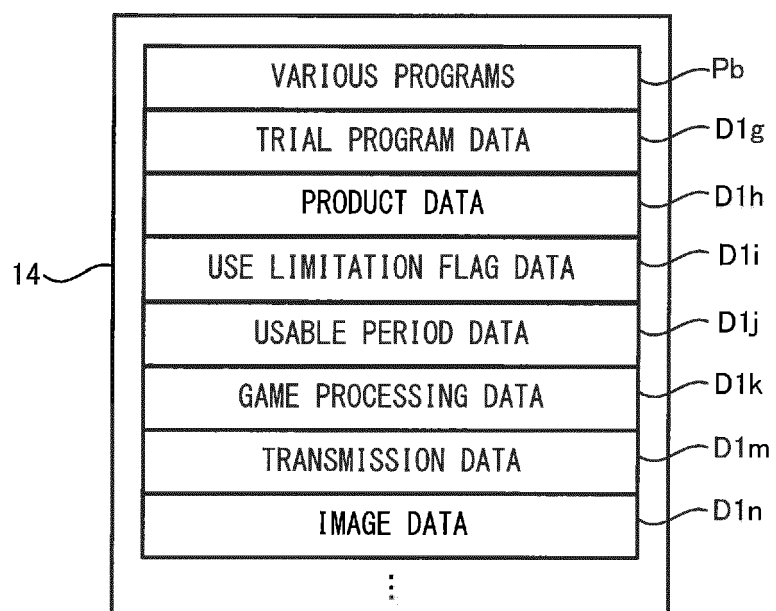 VARIOUS PROGRAMS Pb
TRIAL PROGRAM DATA D1g
PRODUCT DATA D1h
14 USE LIMITATION FLAG DATA D1i
USABLE PERIOD DATA D1j
GAME PROCESSING DATA D1k
TRANSMISSION DATA D1m
IMAGE DATA D1n
⋮